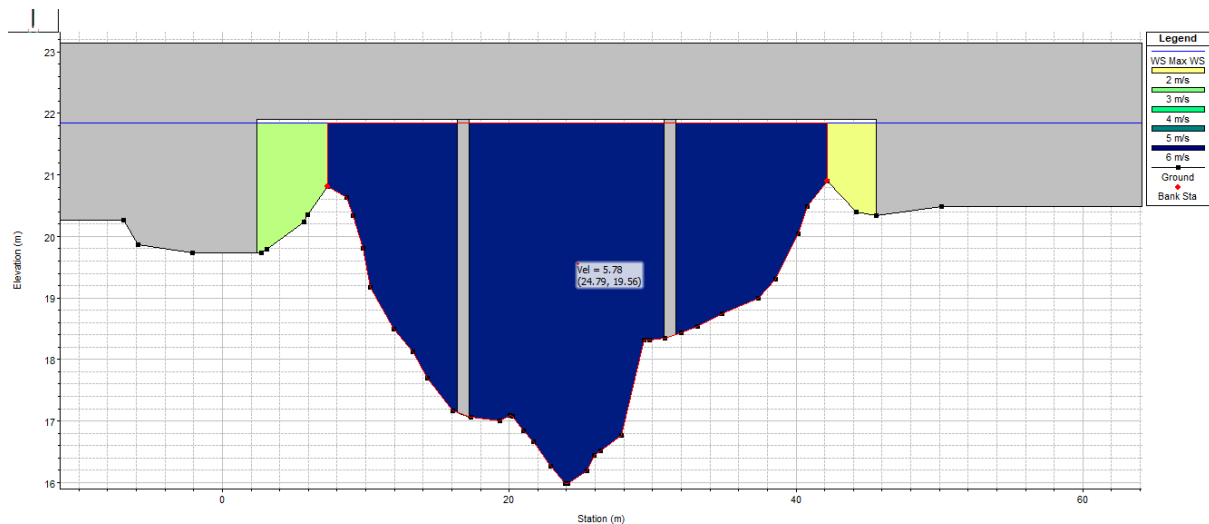 Legend
WS Max WS
2 m/s
3 m/s
4 m/s
5 m/s
6 m/s
Ground
Bank Sta
Elevation (m)
23
22
21
20
19
18
17
16
Vel = 5.78
(24.79, 19.56)
0
20
40
60
Station (m)